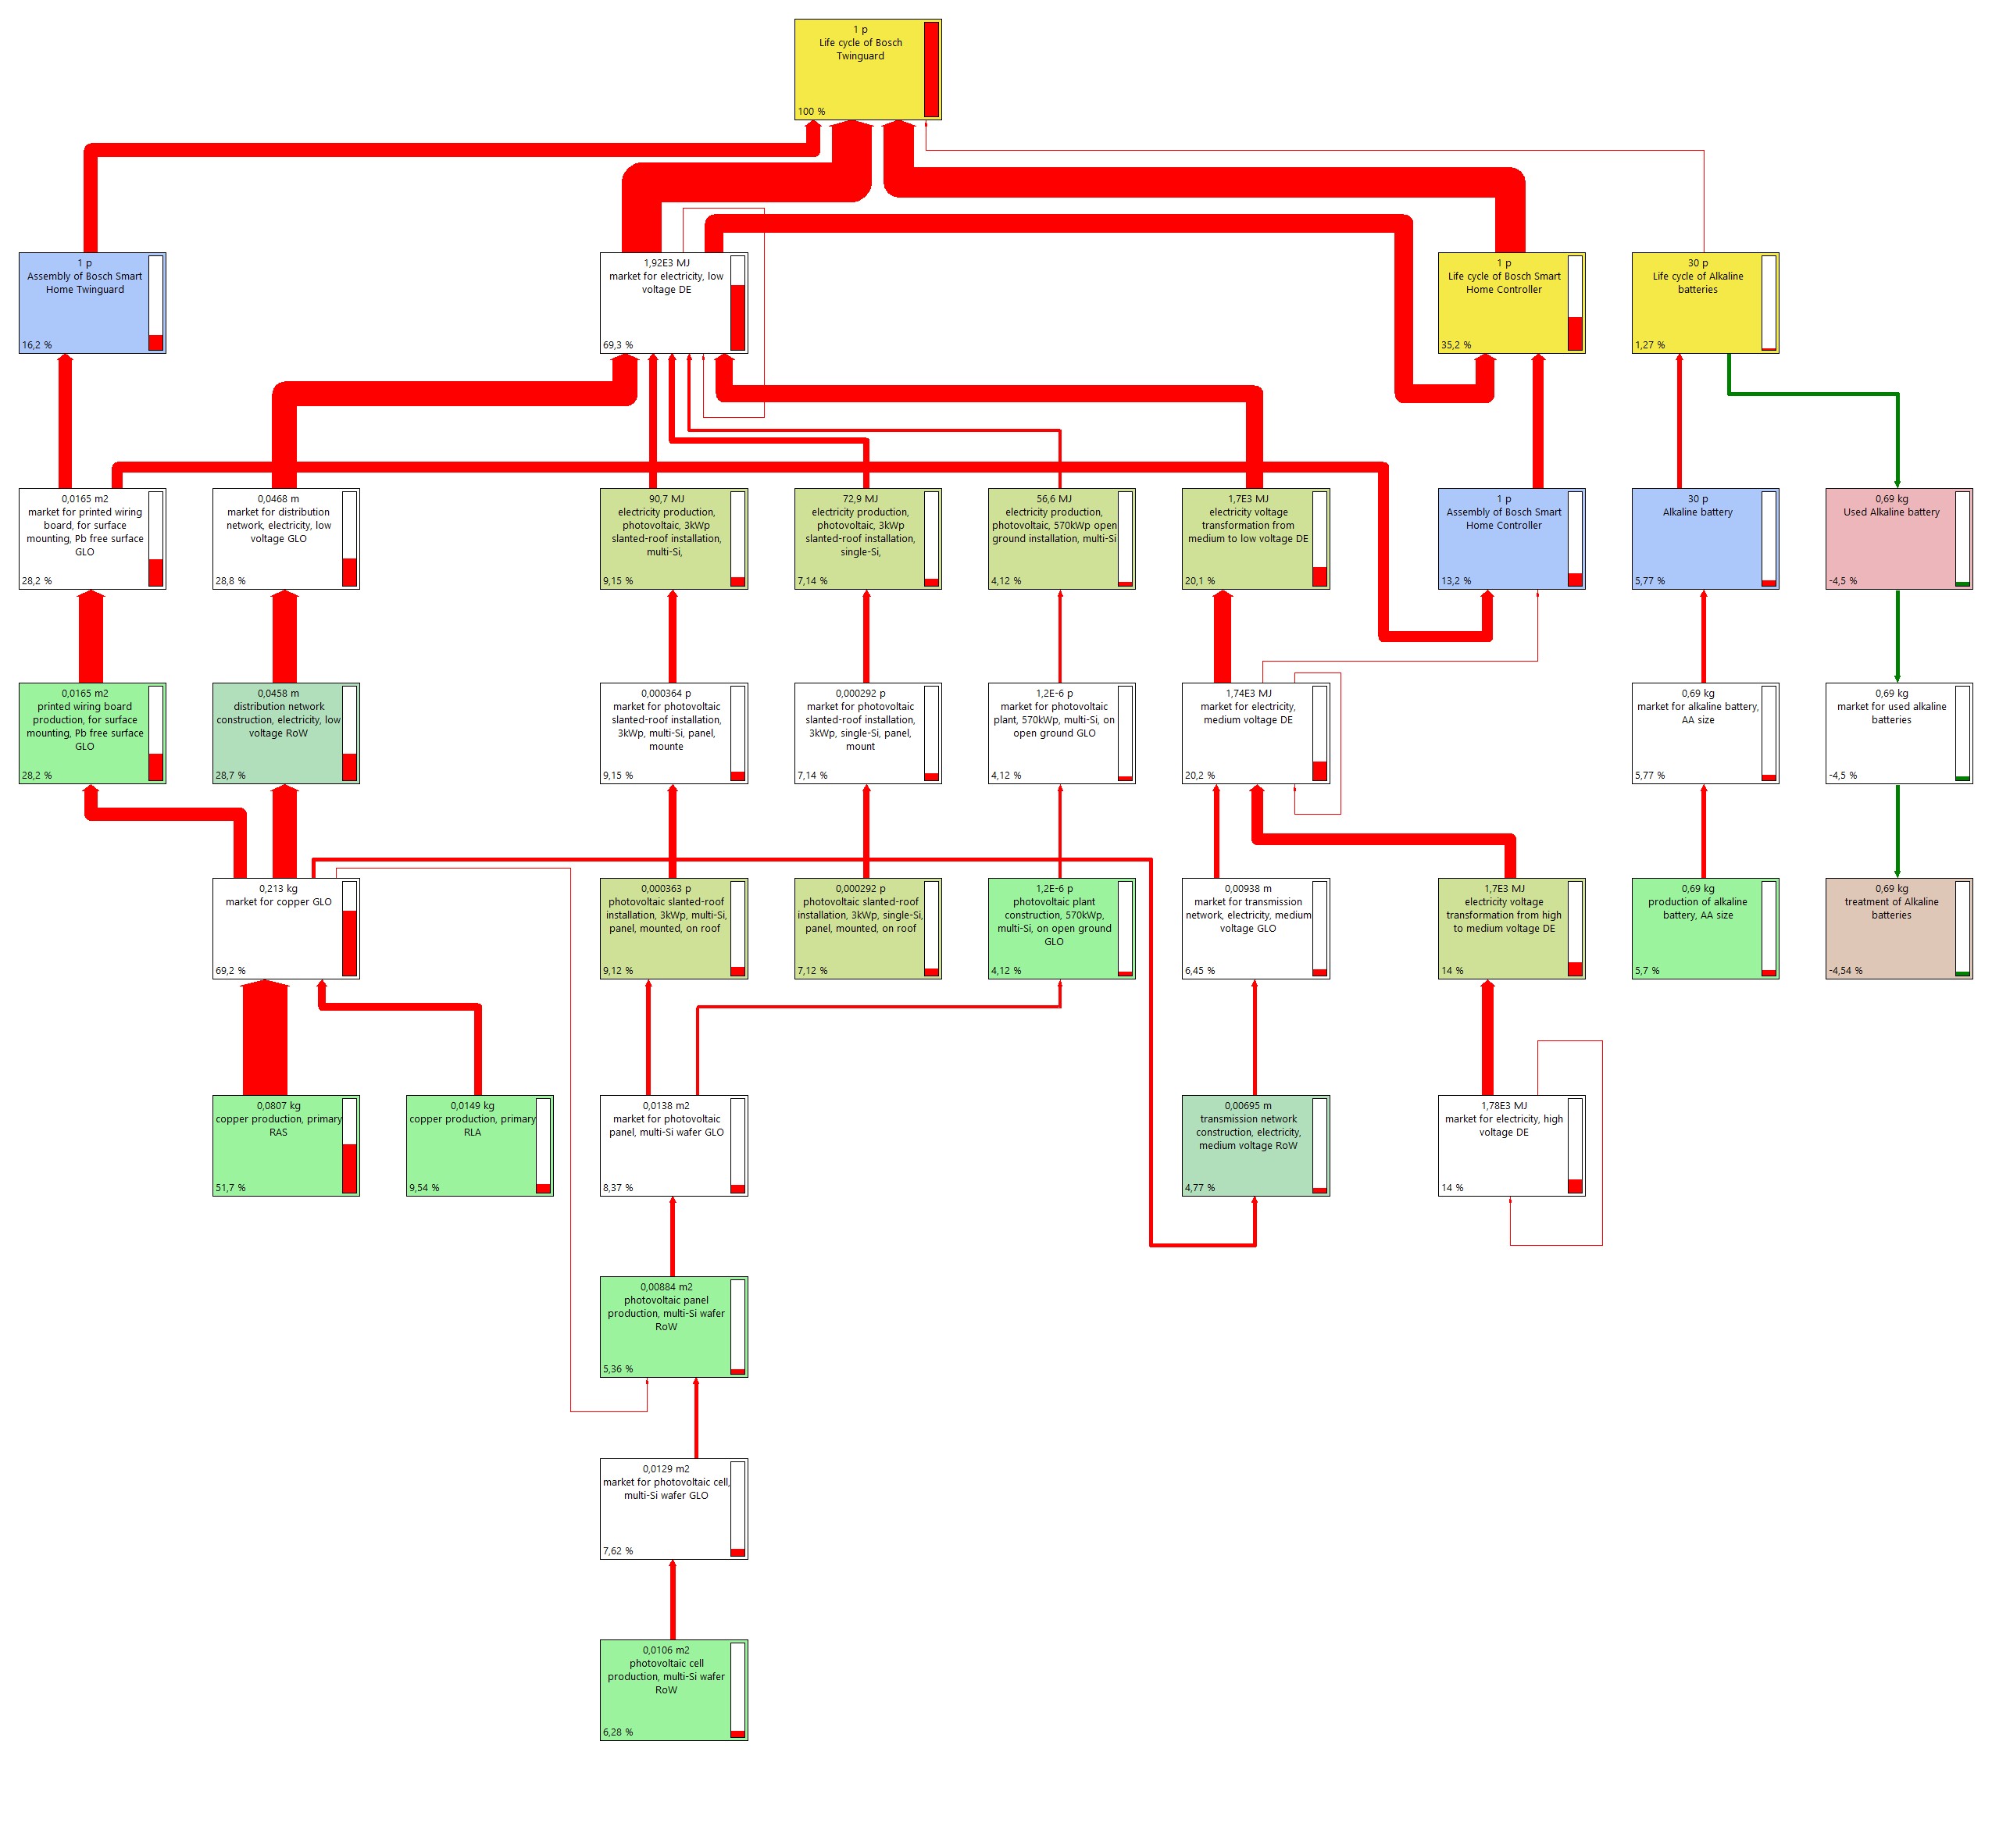 1 p
Life cycle of Bosch
Twinguard
100 %
1 p
Assembly of Bosch Smart
Home Twinguard
16,2 %
1,92E3 MJ
market for electricity, low
voltage DE
69,3 %
1 p
Life cycle of Bosch Smart
Home Controller
35,2 %
30 p
Life cycle of Alkaline
batteries
1,27 %
0,0165 m2
market for printed wiring
board, for surface
mounting, Pb free surface
GLO
28,2 %
0,0468 m
market for distribution
network, electricity, low
voltage GLO
28,8 %
90,7 MJ
electricity production,
photovoltaic, 3kWp
slanted-roof installation,
multi-Si,
9,15 %
72,9 MJ
electricity production,
photovoltaic, 3kWp
slanted-roof installation,
single-Si,
7,14 %
56,6 MJ
electricity production,
photovoltaic, 570kWp open
ground installation, multi-Si
4,12 %
1,7E3 MJ
electricity voltage
transformation from
medium to low voltage DE
20,1 %
1 p
Assembly of Bosch Smart
Home Controller
13,2 %
30 p
Alkaline battery
5,77 %
0,69 kg
Used Alkaline battery
-4,5 %
0,0165 m2
printed wiring board
production, for surface
mounting, Pb free surface
GLO
28,2 %
0,0458 m
distribution network
construction, electricity, low
voltage RoW
28,7 %
0,000364 p
market for photovoltaic
slanted-roof installation,
3kWp, multi-Si, panel,
mounte
9,15 %
0,000292 p
market for photovoltaic
slanted-roof installation,
3kWp, single-Si, panel,
mount
7,14 %
1,2E-6 p
market for photovoltaic
plant, 570kWp, multi-Si, on
open ground GLO
4,12 %
1,74E3 MJ
market for electricity,
medium voltage DE
20,2 %
0,69 kg
market for alkaline battery,
AA size
5,77 %
0,69 kg
market for used alkaline
batteries
-4,5 %
0,213 kg
market for copper GLO
69,2 %
0,000363 p
photovoltaic slanted-roof
installation, 3kWp, multi-Si,
panel, mounted, on roof
9,12 %
0,000292 p
photovoltaic slanted-roof
installation, 3kWp, single-Si,
panel, mounted, on roof
7,12 %
1,2E-6 p
photovoltaic plant
construction, 570kWp,
multi-Si, on open ground
GLO
4,12 %
0,00938 m
market for transmission
network, electricity, medium
voltage GLO
6,45 %
1,7E3 MJ
electricity voltage
transformation from high
to medium voltage DE
14 %
0,69 kg
production of alkaline
battery, AA size
5,7 %
0,69 kg
treatment of Alkaline
batteries
-4,54 %
0,0807 kg
copper production, primary
RAS
51,7 %
0,0149 kg
copper production, primary
RLA
9,54 %
0,0138 m2
market for photovoltaic
panel, multi-Si wafer GLO
8,37 %
0,00695 m
transmission network
construction, electricity,
medium voltage RoW
4,77 %
1,78E3 MJ
market for electricity, high
voltage DE
14 %
0,00884 m2
photovoltaic panel
production, multi-Si wafer
RoW
5,36 %
0,0129 m2
market for photovoltaic cell,
multi-Si wafer GLO
7,62 %
0,0106 m2
photovoltaic cell
production, multi-Si wafer
RoW
6,28 %